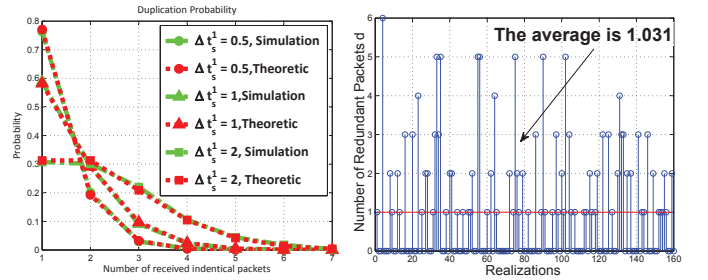 Duplication Probability
Probability
0.8
0.7
0.6
0.5
0.4
0.3
0.2
0.1
0
1
2
3
4
5
6
7
Number of received indentical packets
Δ t¹ₛ = 0.5, Simulation
Δ t¹ₛ = 0.5,Theoretic
Δ t¹ₛ = 1,Simulation
Δ t¹ₛ = 1,Theoretic
Δ t¹ₛ = 2, Simulation
Δ t¹ₛ = 2, Theoretic
Number of Redundant Packets d
6
5
4
3
2
1
0
0
20
40
60
80
100
120
140
160
Realizations
The average is 1.031